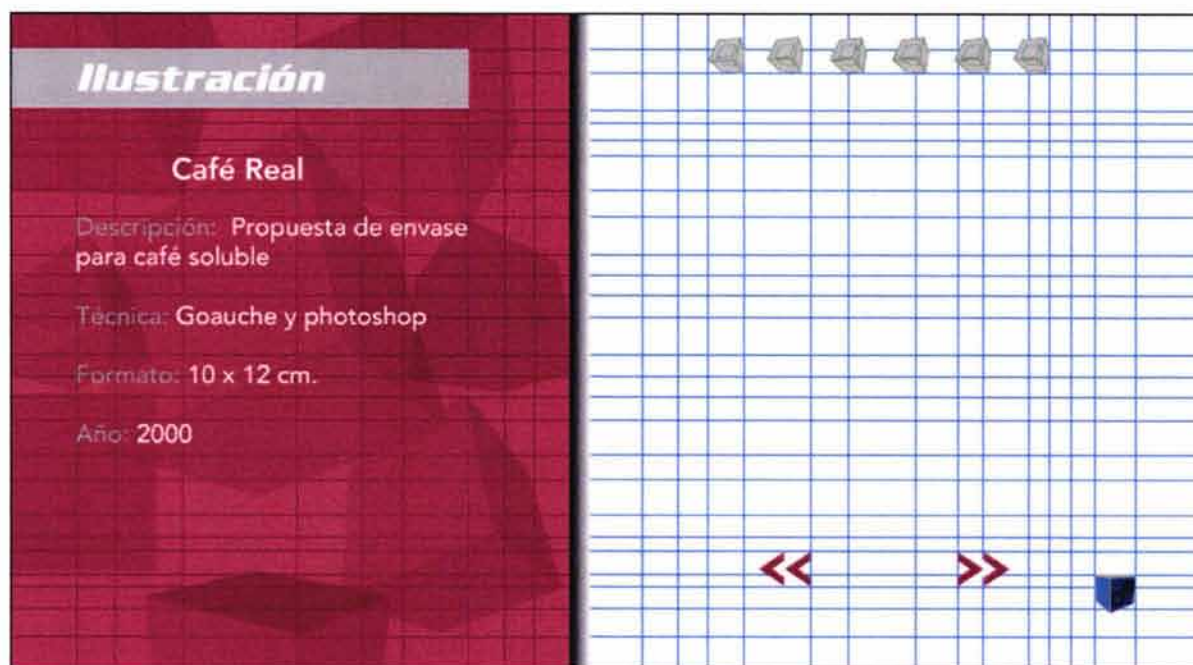 Ilustración
Café Real
Descripción: Propuesta de envase
para café soluble
Técnica: Goauche y photoshop
Formato: 10 x 12 cm.
Año: 2000